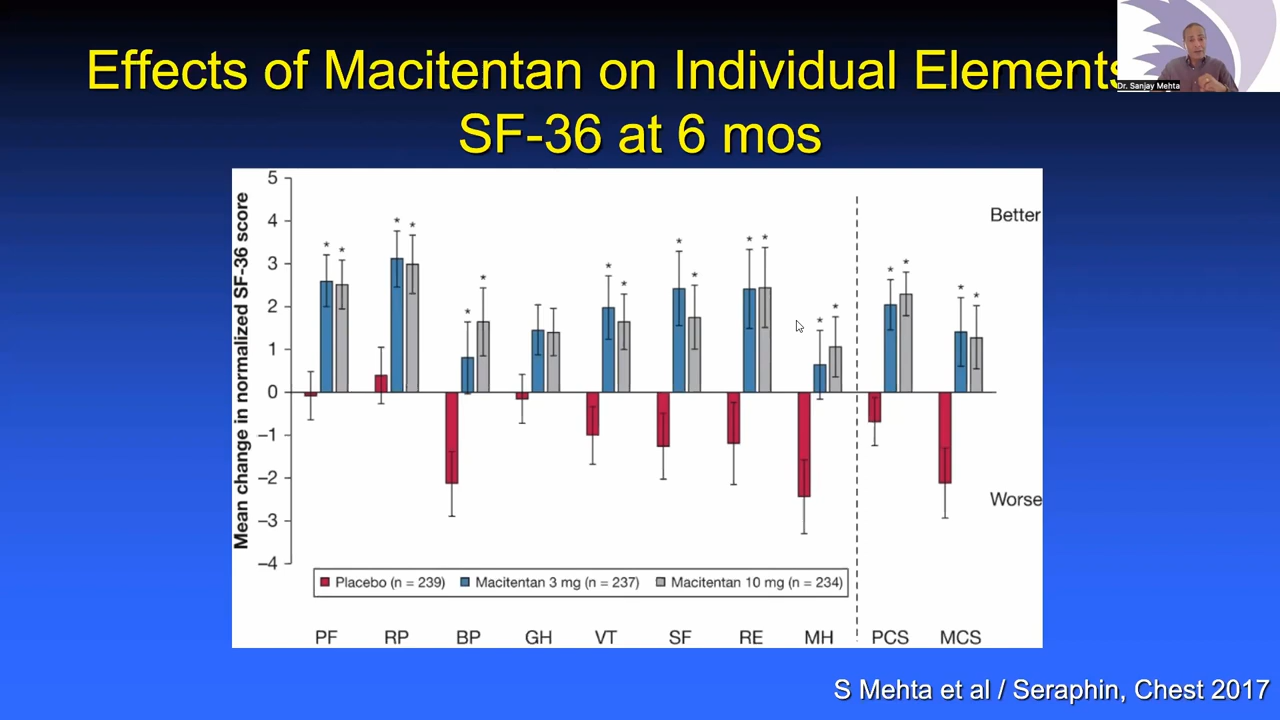 Effects of Macitentan on Individual Elements
SF-36 at 6 mos
Dr. Sanjay Mehta
Mean change in normalized SF-36 score
5
4
3
2
1
0
–1
–2
–3
–4
* * * * * * * * * * * * * * * * * *
Better
Worse
Placebo (n = 239) Macitentan 3 mg (n = 237) Macitentan 10 mg (n = 234)
PF RP BP GH VT SF RE MH PCS MCS
S Mehta et al / Seraphin, Chest 2017